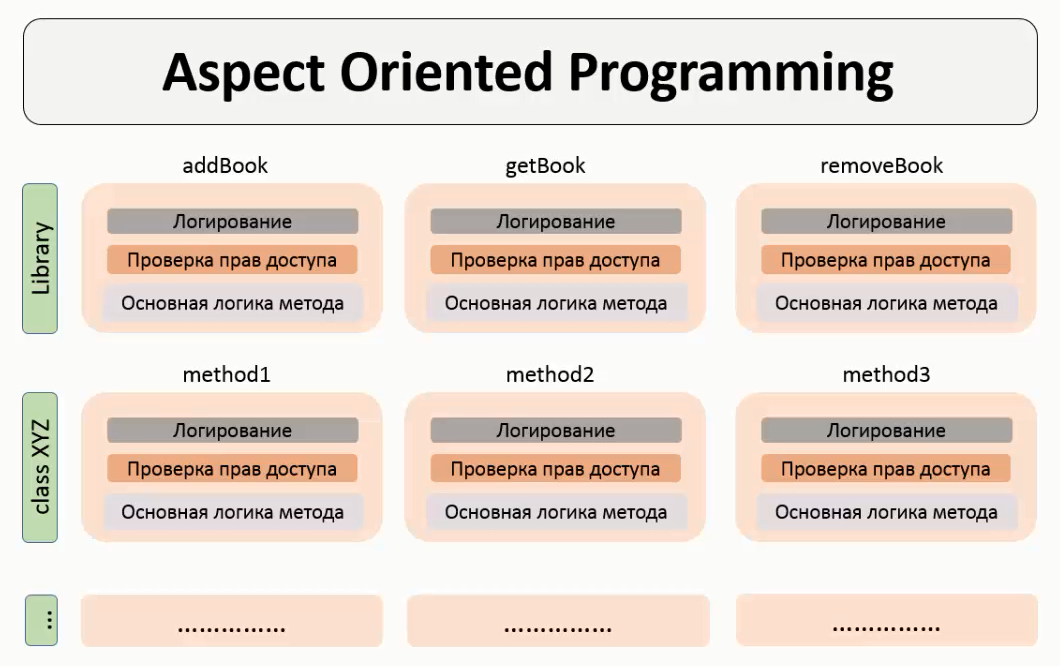 Aspect Oriented Programming
addBook
getBook
removeBook
Library
Логирование
Проверка прав доступа
Основная логика метода
Логирование
Проверка прав доступа
Основная логика метода
Логирование
Проверка прав доступа
Основная логика метода
method1
method2
method3
class XYZ
Логирование
Проверка прав доступа
Основная логика метода
Логирование
Проверка прав доступа
Основная логика метода
Логирование
Проверка прав доступа
Основная логика метода
...
……………
……………
……………